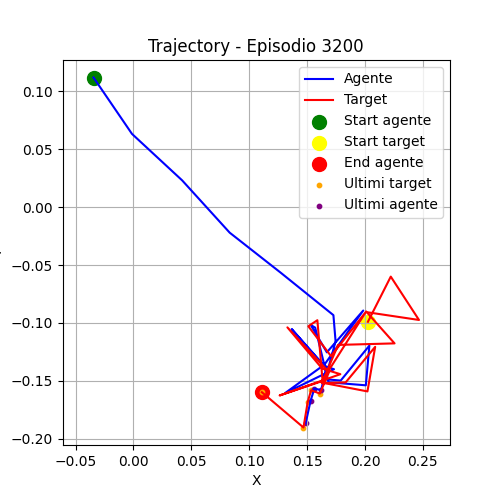 Trajectory - Episodio 3200
Agente
Target
Start agente
Start target
End agente
Ultimi target
Ultimi agente
0.10
0.05
0.00
−0.05
−0.10
−0.15
−0.20
−0.05
0.00
0.05
0.10
0.15
0.20
0.25
X